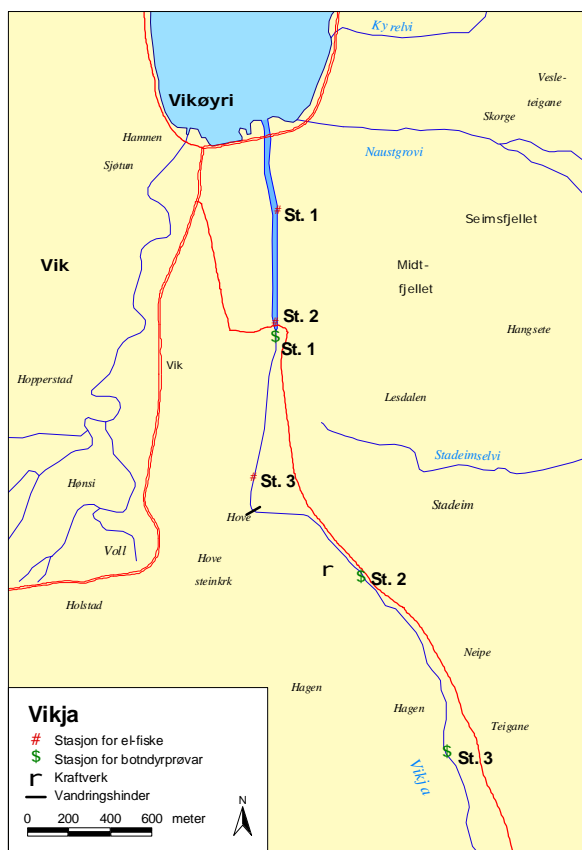 Kyrelvi
Vesle-
teigane
Vikøyri
Skorge
Hamnen
Naustgrovi
Sjøtun
# St. 1
Seimsfjellet
Vik
Midt-
fjellet
# St. 2
Hangsete
$ St. 1
Vik
Hopperstad
Lesdalen
Stadeimselvi
# St. 3
Hønsi
Stadeim
Hove
Voll
Hove
steinkrk
r
$ St. 2
Holstad
Neipe
Hagen
Hagen
Teigane
$ St. 3
Vikja
Vikja
# Stasjon for el-fiske
$ Stasjon for botndyrprøvar
r Kraftverk
Vandringshinder
N
0 200 400 600 meter